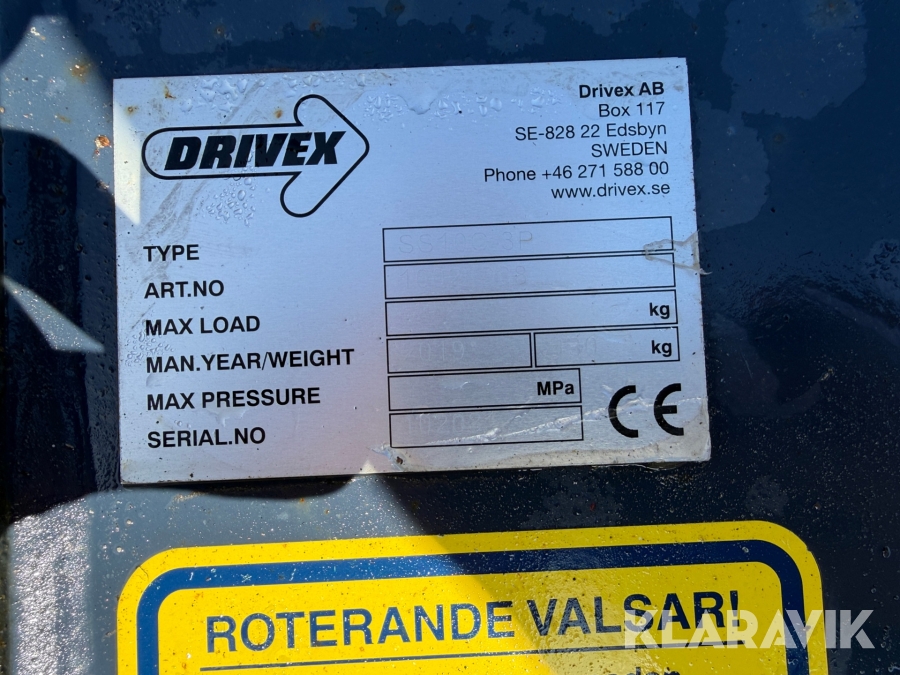 DRIVEX
Drivex AB
Box 117
SE-828 22 Edsbyn
SWEDEN
Phone +46 271 588 00
www.drivex.se
TYPE
ART.NO
MAX LOAD kg
MAN.YEAR/WEIGHT 2019 kg
MAX PRESSURE MPa
SERIAL.NO
CE
ROTERANDE VALSAR!
KLARAVIK